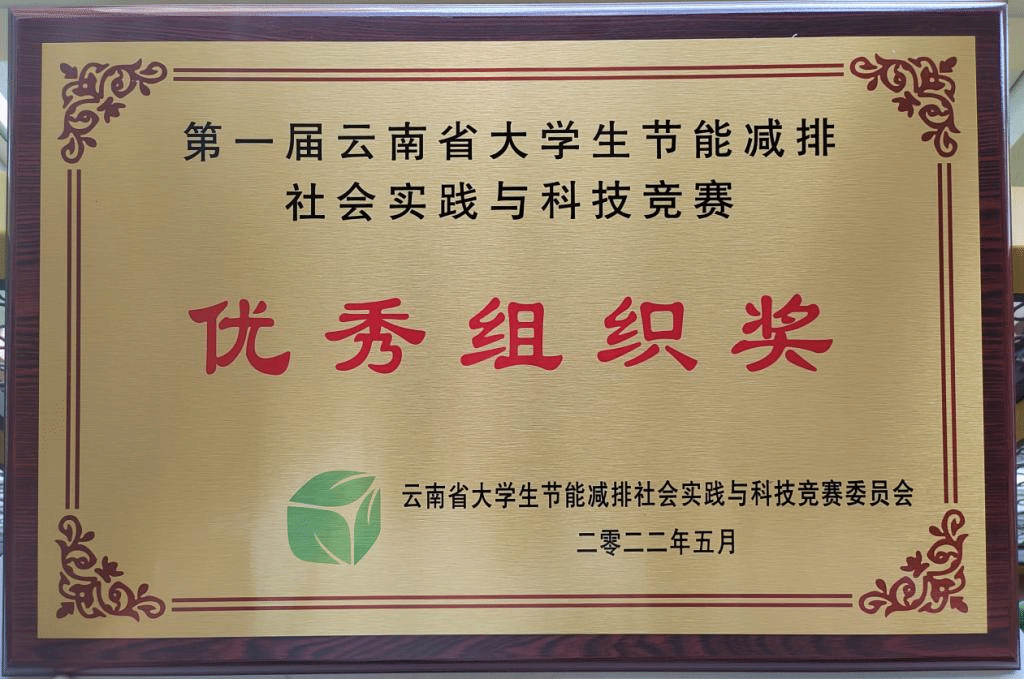 第一届云南省大学生节能减排
社会实践与科技竞赛
优秀组织奖
云南省大学生节能减排社会实践与科技竞赛委员会
二零二二年五月